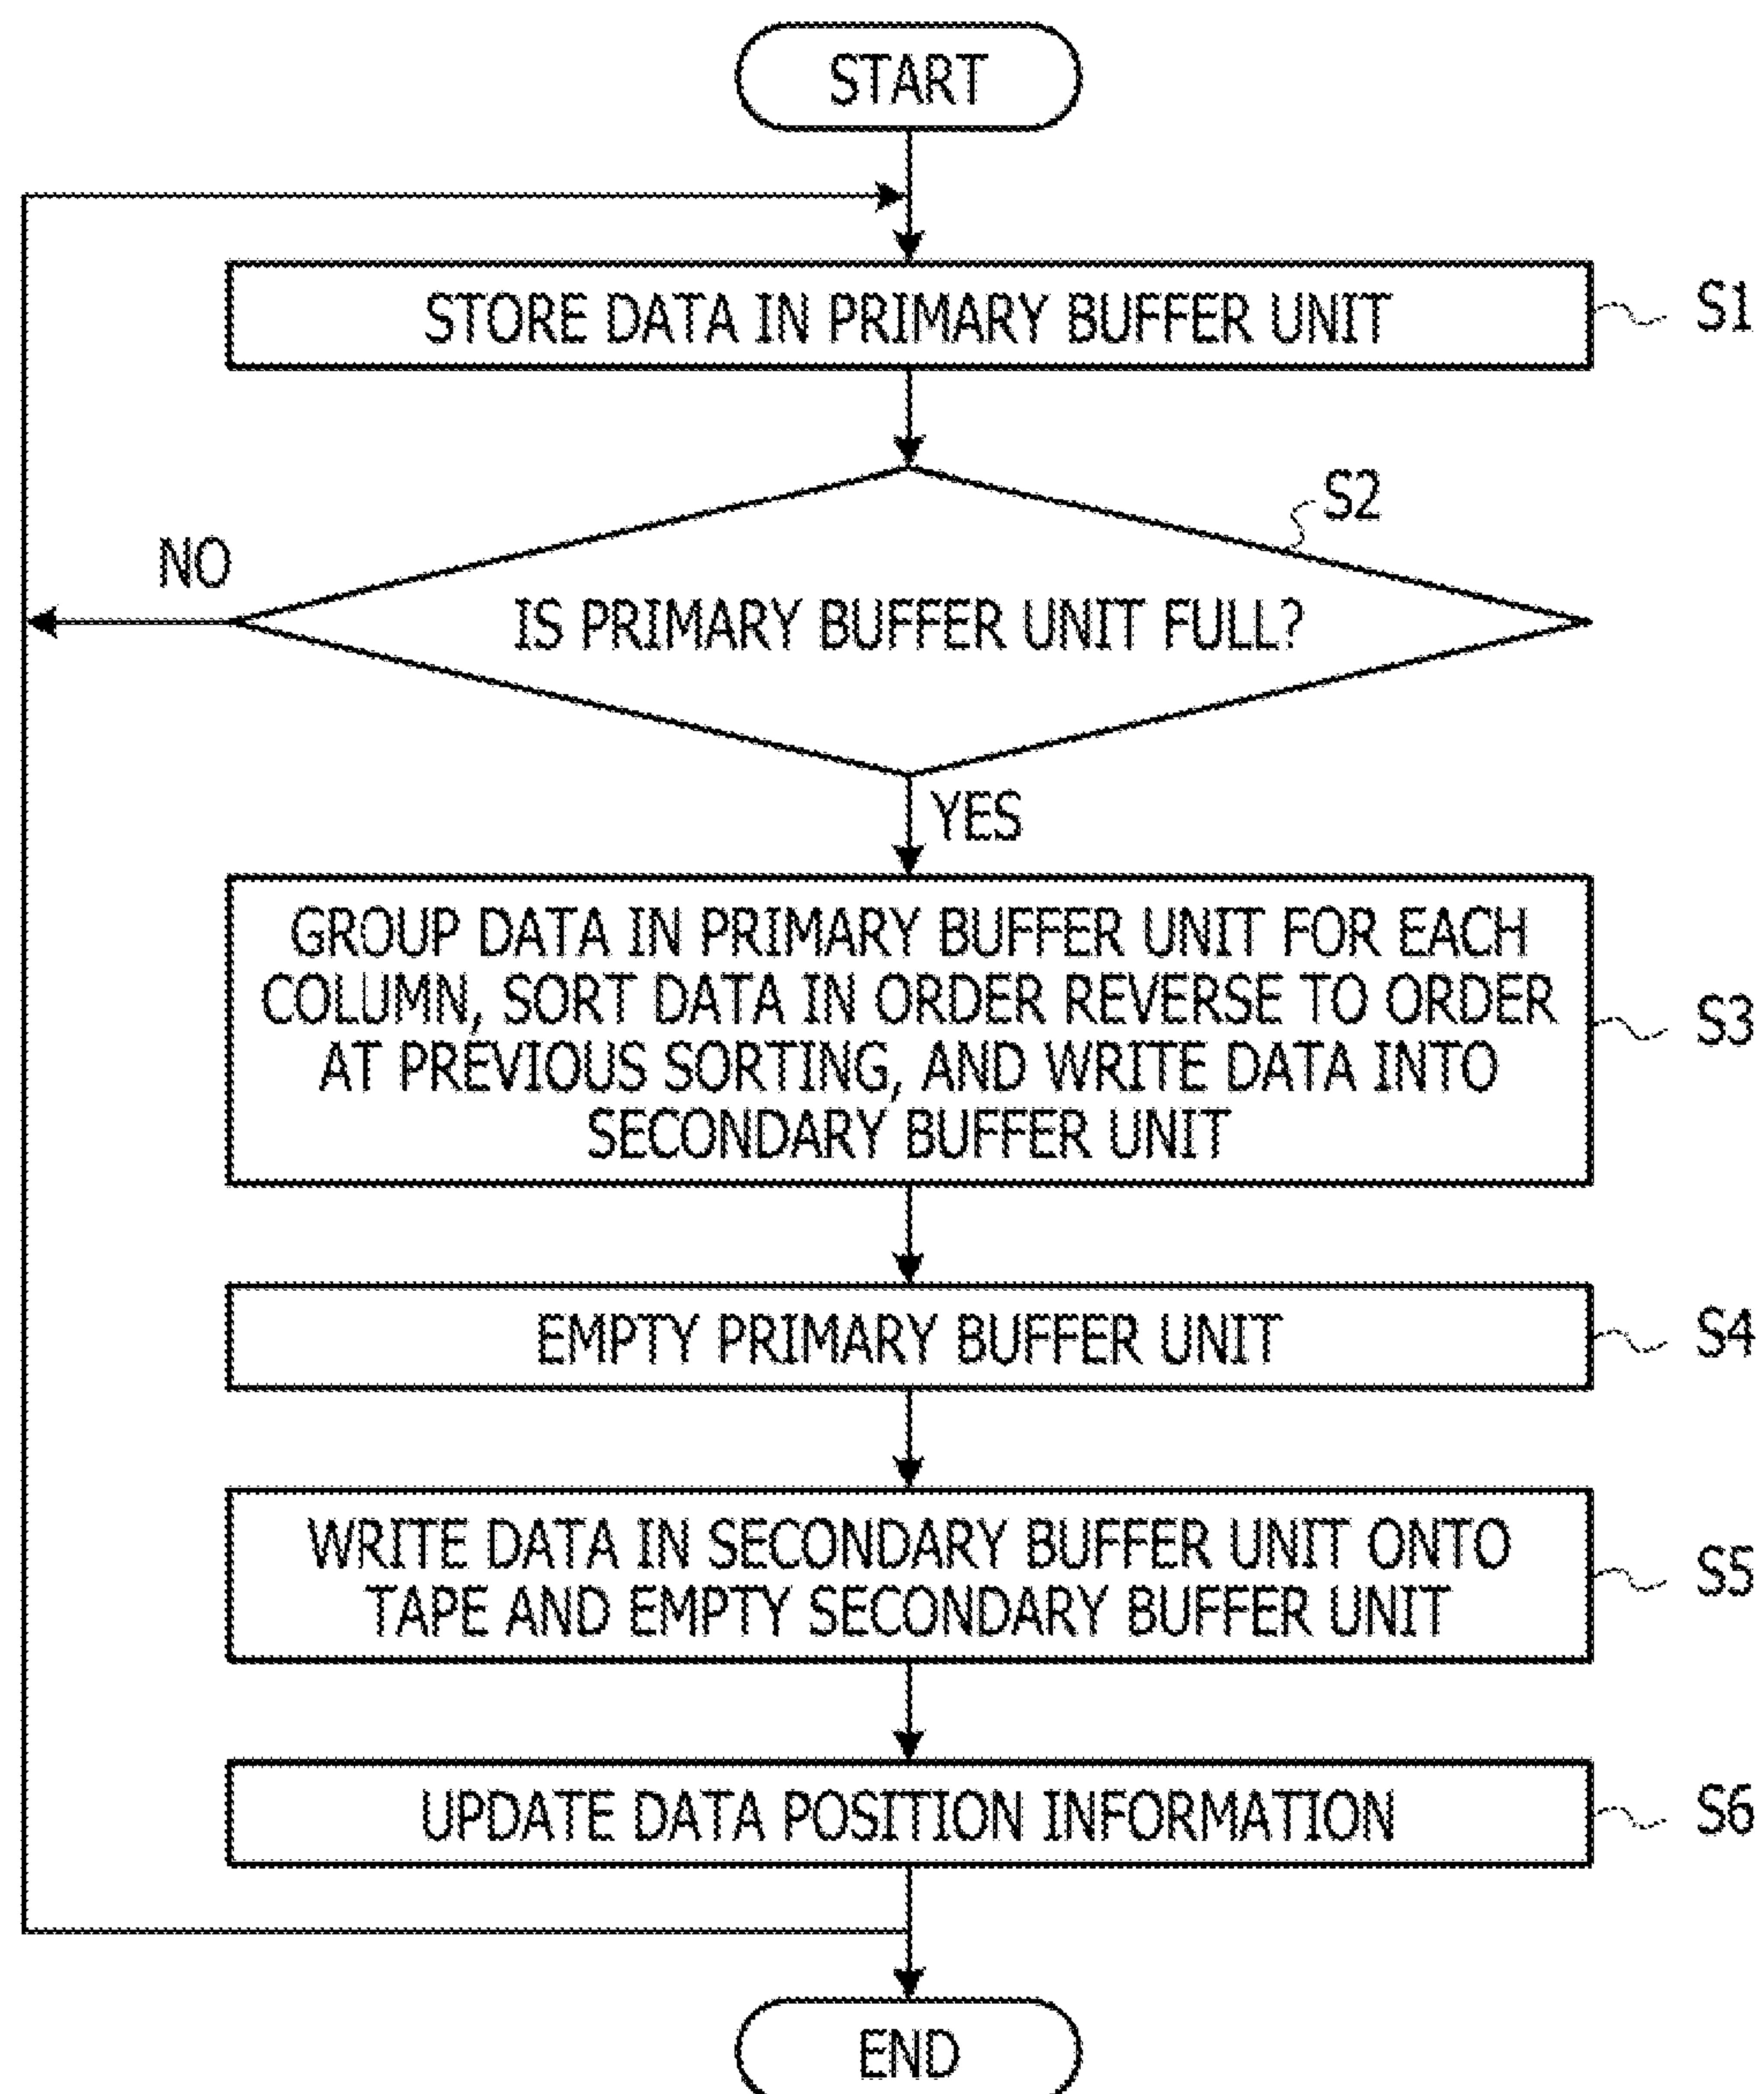 START
STORE DATA IN PRIMARY BUFFER UNIT
S1
S2
NO
IS PRIMARY BUFFER UNIT FULL?
YES
GROUP DATA IN PRIMARY BUFFER UNIT FOR EACH
COLUMN, SORT DATA IN ORDER REVERSE TO ORDER
AT PREVIOUS SORTING, AND WRITE DATA INTO
SECONDARY BUFFER UNIT
S3
EMPTY PRIMARY BUFFER UNIT
S4
WRITE DATA IN SECONDARY BUFFER UNIT ONTO
TAPE AND EMPTY SECONDARY BUFFER UNIT
S5
UPDATE DATA POSITION INFORMATION
S6
END